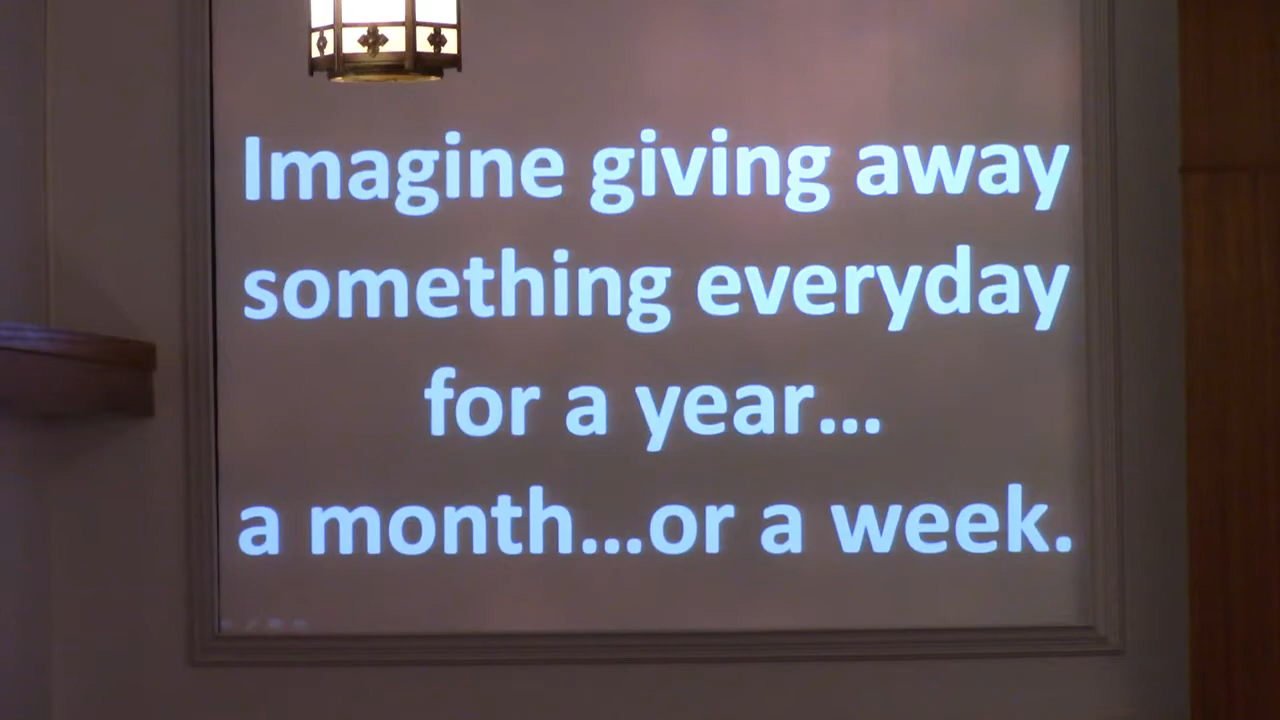 Imagine giving away
something everyday
for a year...
a month...or a week.